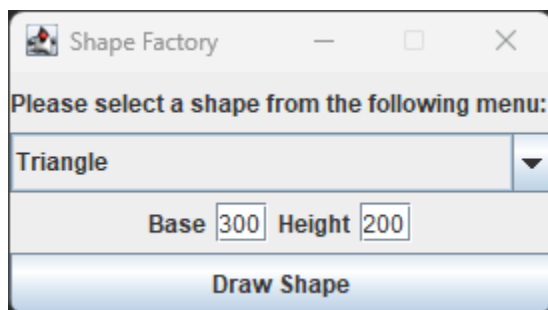 Shape Factory
Please select a shape from the following menu:
Triangle
Base 300 Height 200
Draw Shape